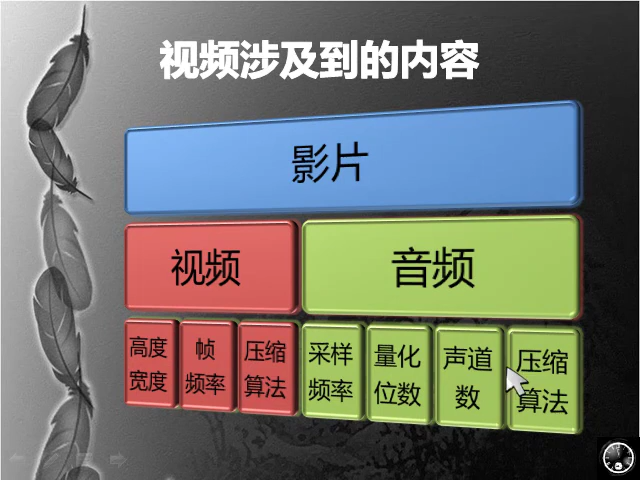 视频涉及到的内容
影片
视频
音频
高度
宽度
帧
频率
压缩
算法
采样
频率
量化
位数
声道
数
压缩
算法